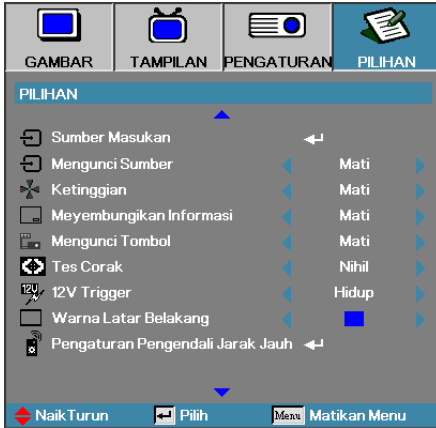 GAMBAR TAMPILAN PENGATURAN PILIHAN
PILIHAN
Sumber Masukan
Mengunci Sumber Mati
Ketinggian Mati
Meyembungikan Informasi Mati
Mengunci Tombol Mati
Tes Corak Nihil
12V 12V Trigger Hidup
Warna Latar Belakang
Pengaturan Pengendali Jarak Jauh
NaikTurun Pilih Menu Matikan Menu